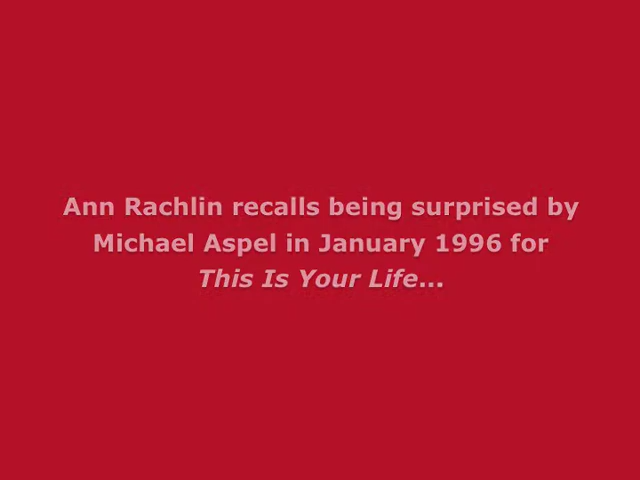 Ann Rachlin recalls being surprised by
Michael Aspel in January 1996 for
This Is Your Life...